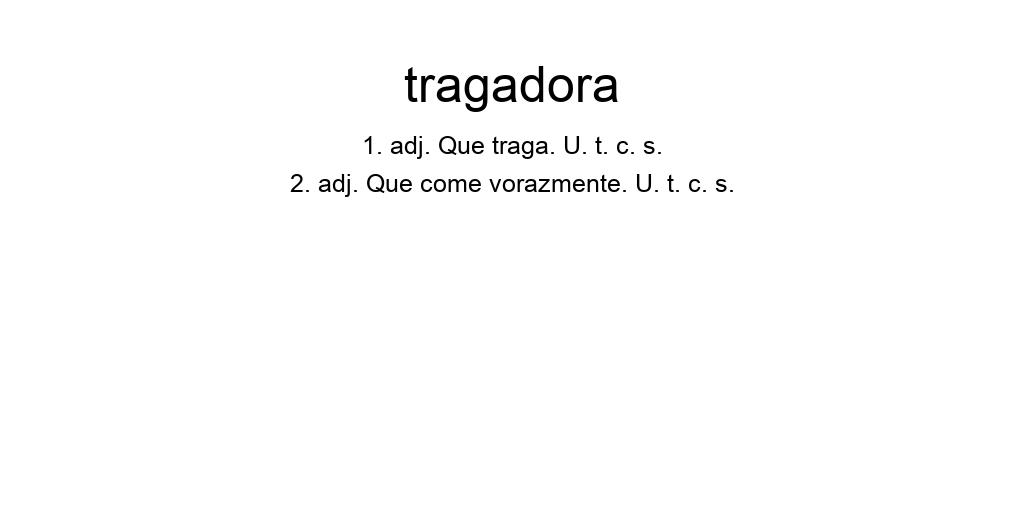 tragadora
1. adj. Que traga. U. t. c. s.
2. adj. Que come vorazmente. U. t. c. s.